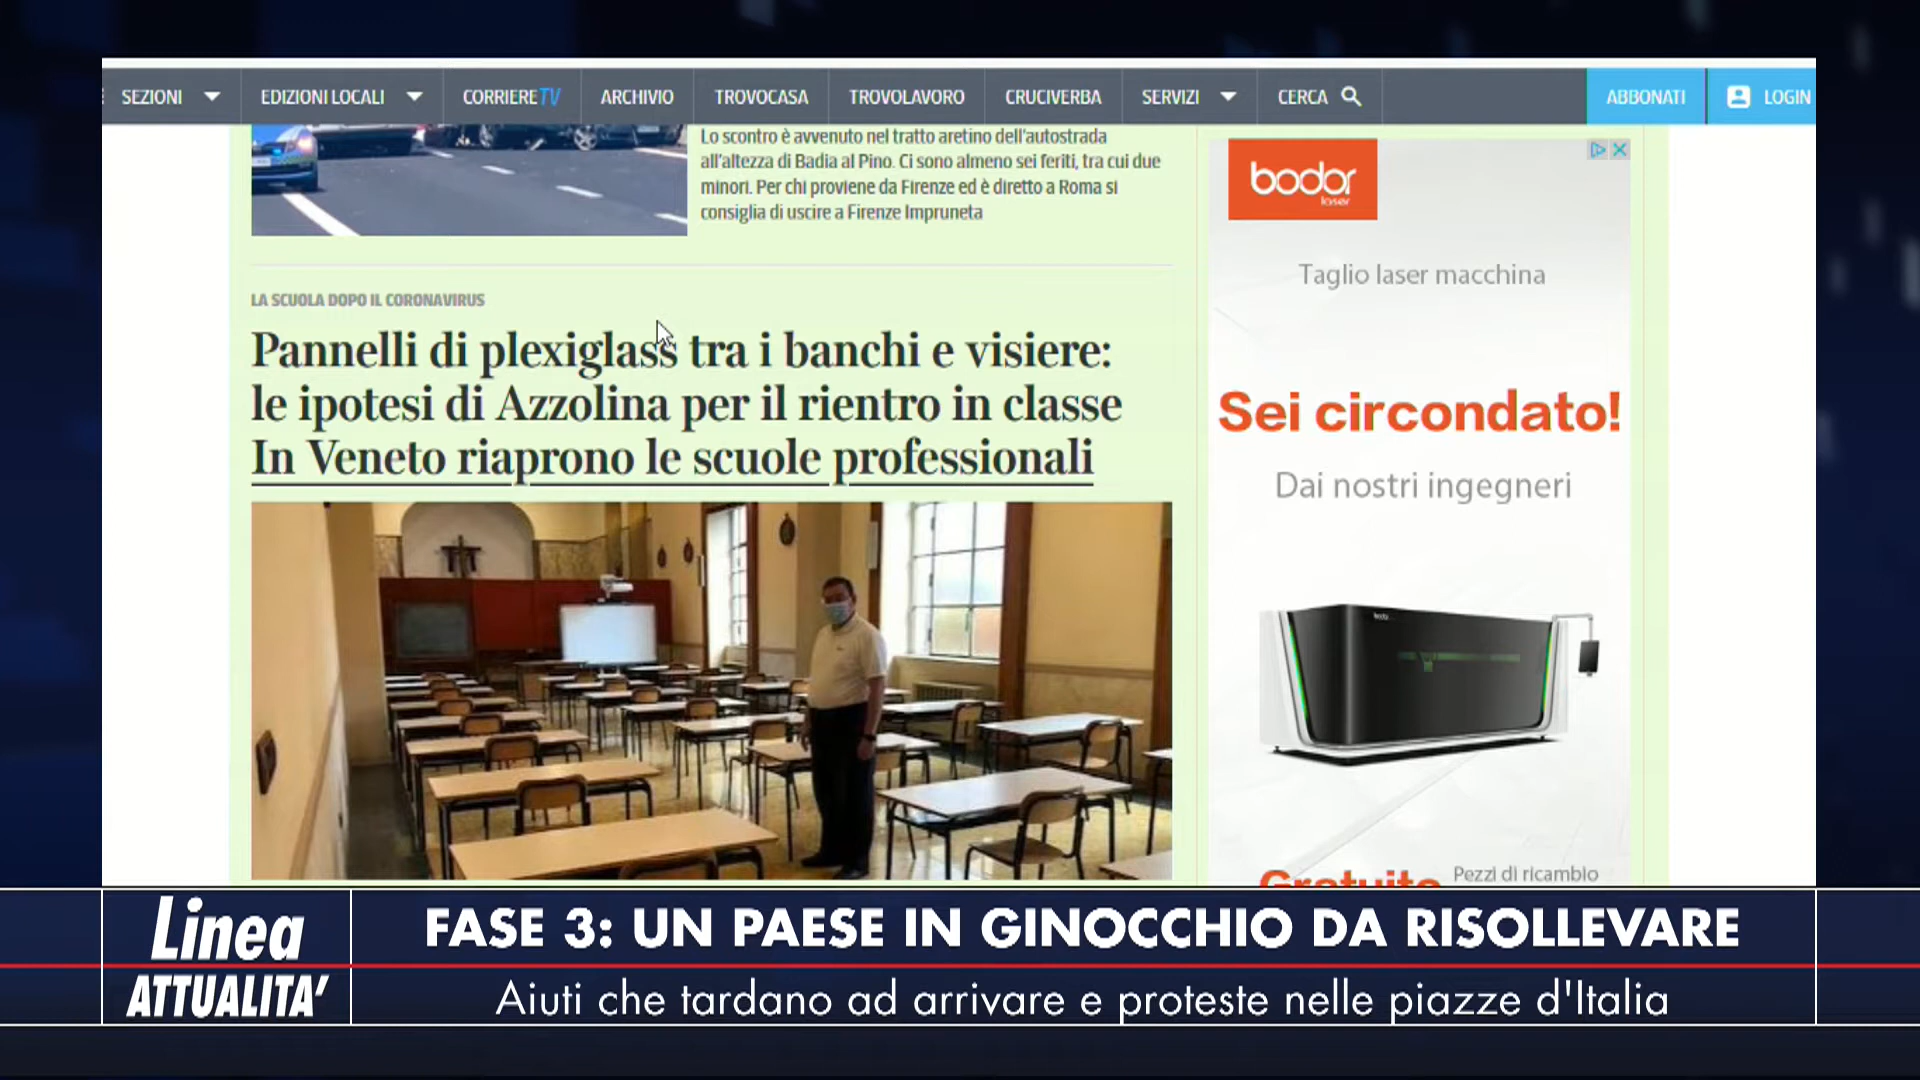 SEZIONI
EDIZIONI LOCALI
CORRIERETV
ARCHIVIO
TROVOCASA
TROVOLAVORO
CRUCIVERBA
SERVIZI
CERCA
ABBONATI
LOGIN
Lo scontro è avvenuto nel tratto aretino dell'autostrada
all'altezza di Badia al Pino. Ci sono almeno sei feriti, tra cui due
minori. Per chi proviene da Firenze ed è diretto a Roma si
consiglia di uscire a Firenze Impruneta
LA SCUOLA DOPO IL CORONAVIRUS
Pannelli di plexiglass tra i banchi e visiere:
le ipotesi di Azzolina per il rientro in classe
In Veneto riaprono le scuole professionali
bodor
laser
Taglio laser macchina
Sei circondato!
Dai nostri ingegneri
Gratuito
Pezzi di ricambio
Linea
ATTUALITA'
FASE 3: UN PAESE IN GINOCCHIO DA RISOLLEVARE
Aiuti che tardano ad arrivare e proteste nelle piazze d'Italia